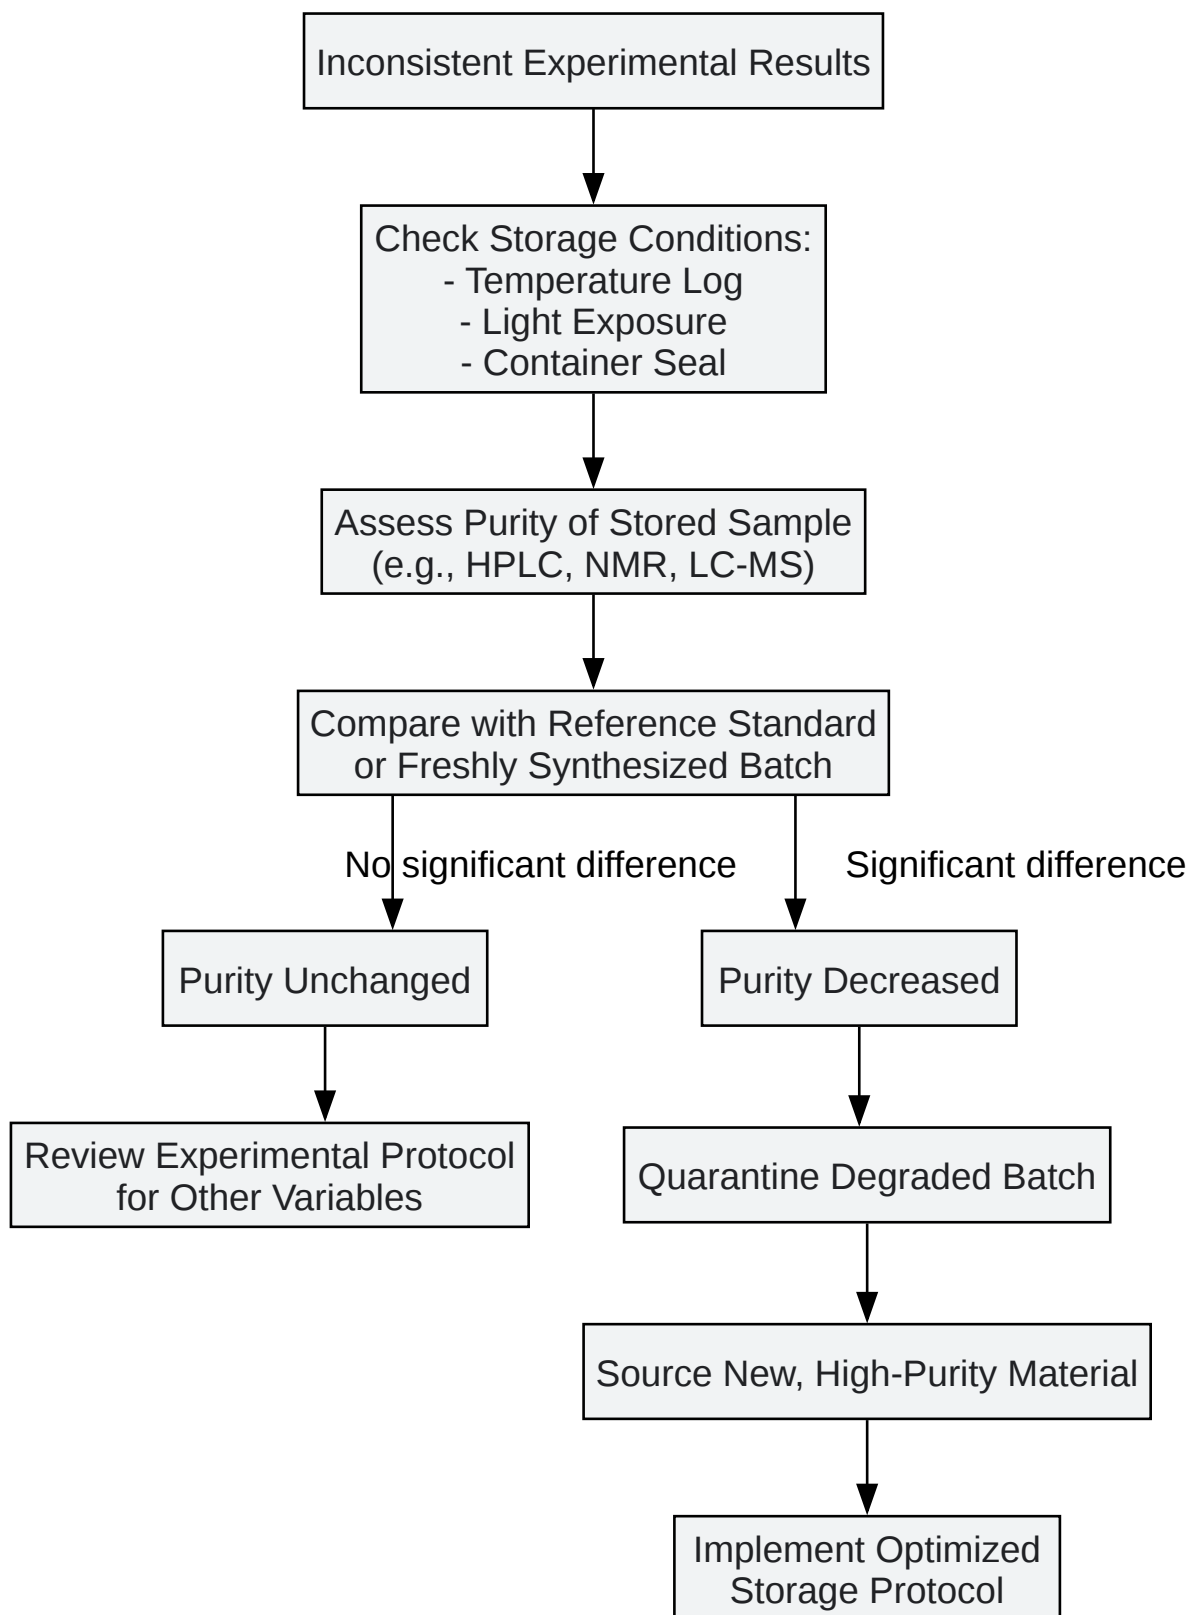 Inconsistent Experimental Results
Check Storage Conditions:
- Temperature Log
- Light Exposure
- Container Seal
Assess Purity of Stored Sample
(e.g., HPLC, NMR, LC-MS)
Compare with Reference Standard
or Freshly Synthesized Batch
No significant difference
Significant difference
Purity Unchanged
Purity Decreased
Review Experimental Protocol
for Other Variables
Quarantine Degraded Batch
Source New, High-Purity Material
Implement Optimized
Storage Protocol